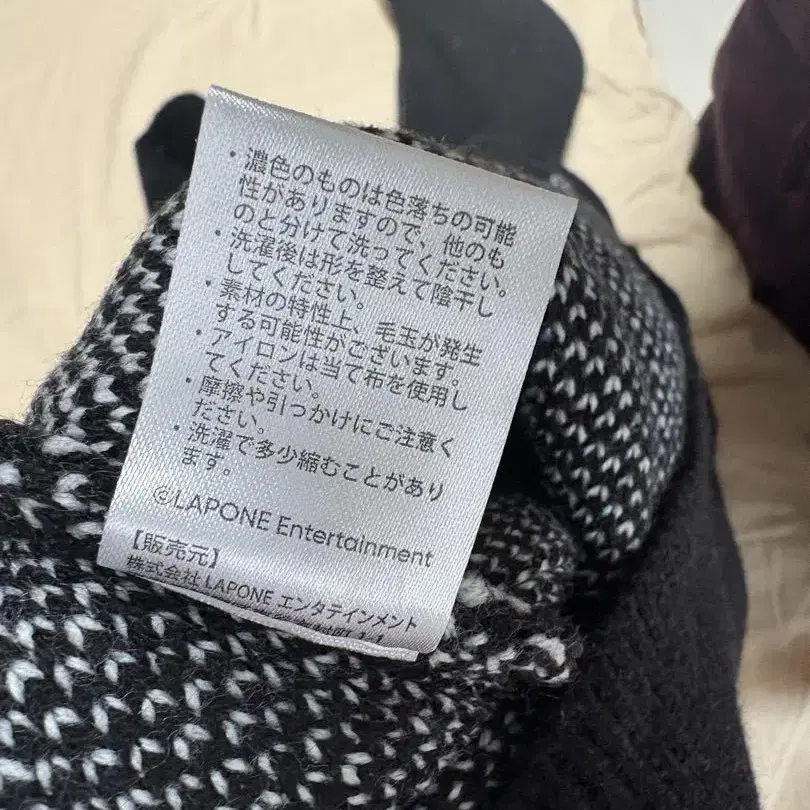 ・濃色のものは色落ちの可能
性がありますので、他のも
のと分けて洗ってください。
・洗濯後は形を整えて陰干し
してください。
・素材の特性上、毛玉が発生
する可能性がございます。
・アイロンは当て布を使用し
てください。
・摩擦や引っかけにご注意く
ださい。
・洗濯で多少縮むことがあり
ます。
©LAPONE Entertainment
【販売元】
株式会社 LAPONE エンタテインメント